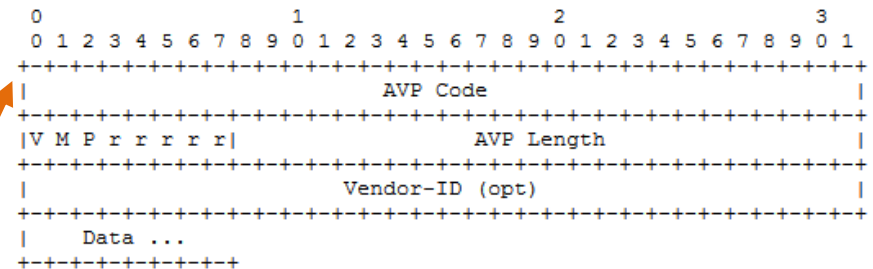 0                   1                   2                   3
 0 1 2 3 4 5 6 7 8 9 0 1 2 3 4 5 6 7 8 9 0 1 2 3 4 5 6 7 8 9 0 1
+-+-+-+-+-+-+-+-+-+-+-+-+-+-+-+-+-+-+-+-+-+-+-+-+-+-+-+-+-+-+-+-+
|                           AVP Code                            |
+-+-+-+-+-+-+-+-+-+-+-+-+-+-+-+-+-+-+-+-+-+-+-+-+-+-+-+-+-+-+-+-+
|V M P r r r r r|                  AVP Length                   |
+-+-+-+-+-+-+-+-+-+-+-+-+-+-+-+-+-+-+-+-+-+-+-+-+-+-+-+-+-+-+-+-+
|                        Vendor-ID (opt)                        |
+-+-+-+-+-+-+-+-+-+-+-+-+-+-+-+-+-+-+-+-+-+-+-+-+-+-+-+-+-+-+-+-+
|    Data ...
+-+-+-+-+-+-+-+-+